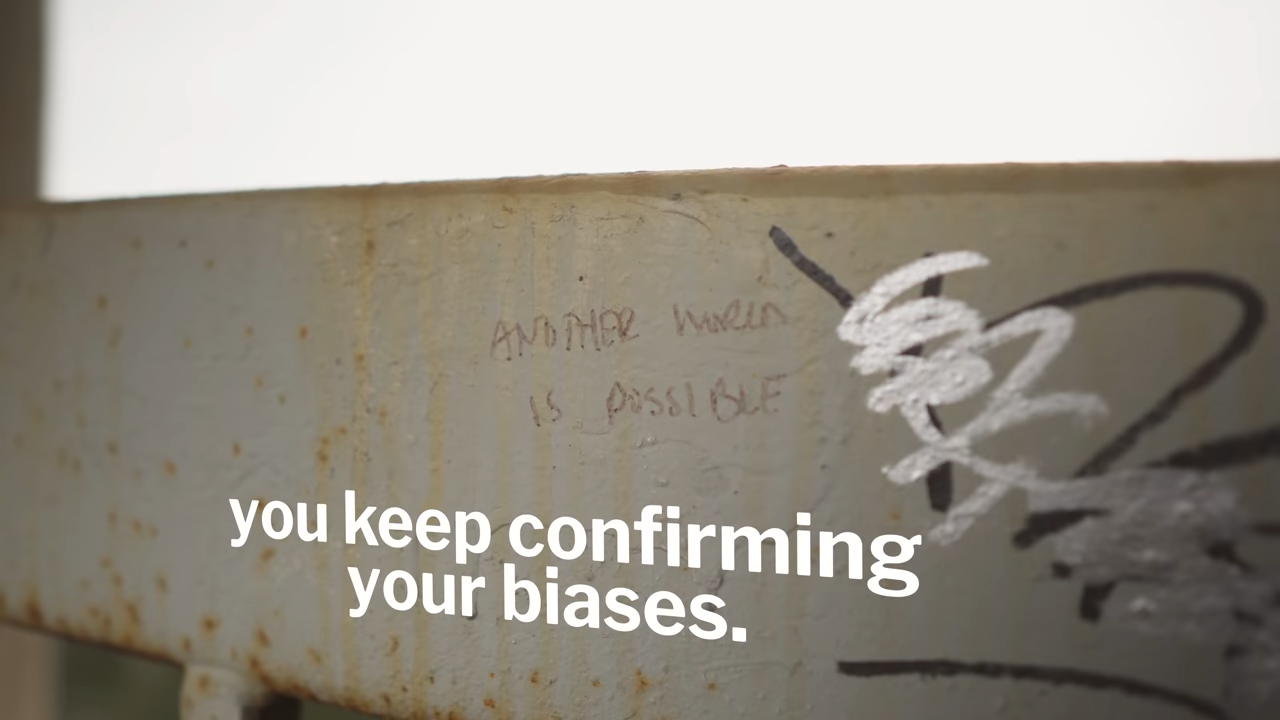 ANOTHER WORLD
IS POSSIBLE
you keep confirming
your biases.